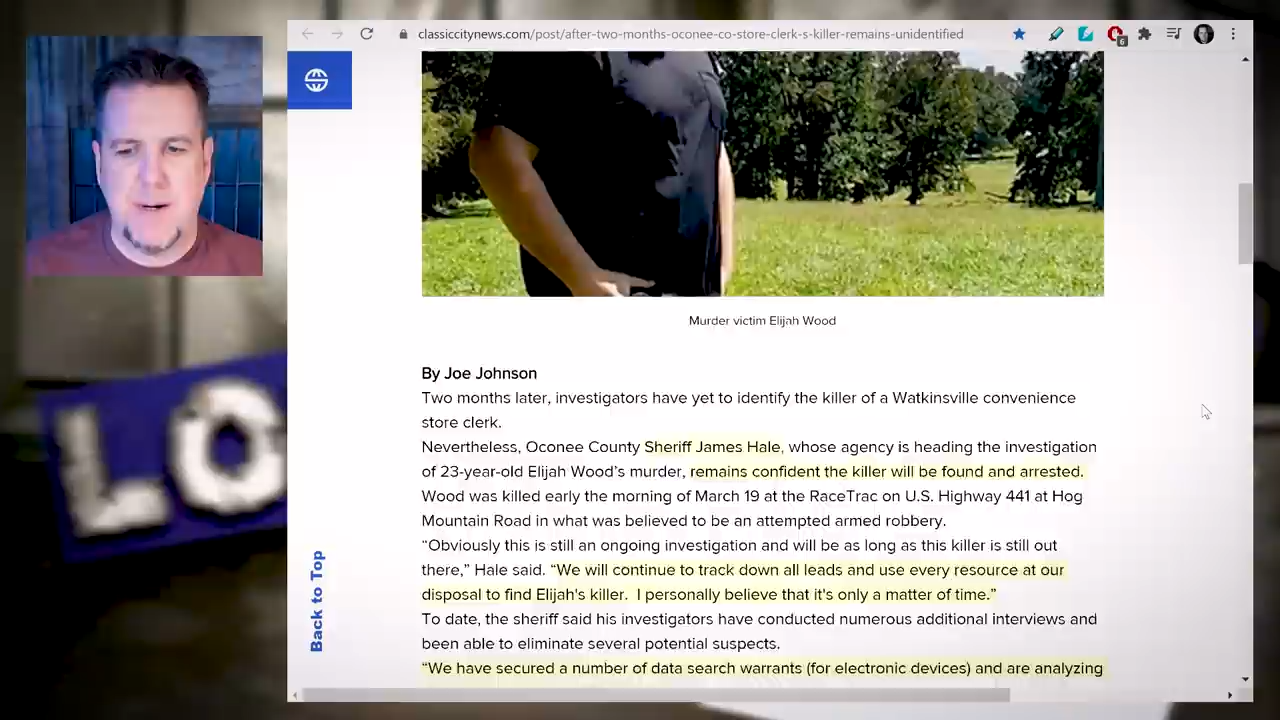 classiccitynews.com/post/after-two-months-oconee-co-store-clerk-s-killer-remains-unidentified
6
Murder victim Elijah Wood
By Joe Johnson
Two months later, investigators have yet to identify the killer of a Watkinsville convenience
store clerk.
Nevertheless, Oconee County Sheriff James Hale, whose agency is heading the investigation
of 23-year-old Elijah Wood's murder, remains confident the killer will be found and arrested.
Wood was killed early the morning of March 19 at the RaceTrac on U.S. Highway 441 at Hog
Mountain Road in what was believed to be an attempted armed robbery.
“Obviously this is still an ongoing investigation and will be as long as this killer is still out
there,” Hale said. “We will continue to track down all leads and use every resource at our
disposal to find Elijah's killer.  I personally believe that it's only a matter of time.”
To date, the sheriff said his investigators have conducted numerous additional interviews and
been able to eliminate several potential suspects.
“We have secured a number of data search warrants (for electronic devices) and are analyzing
Back to Top
LO